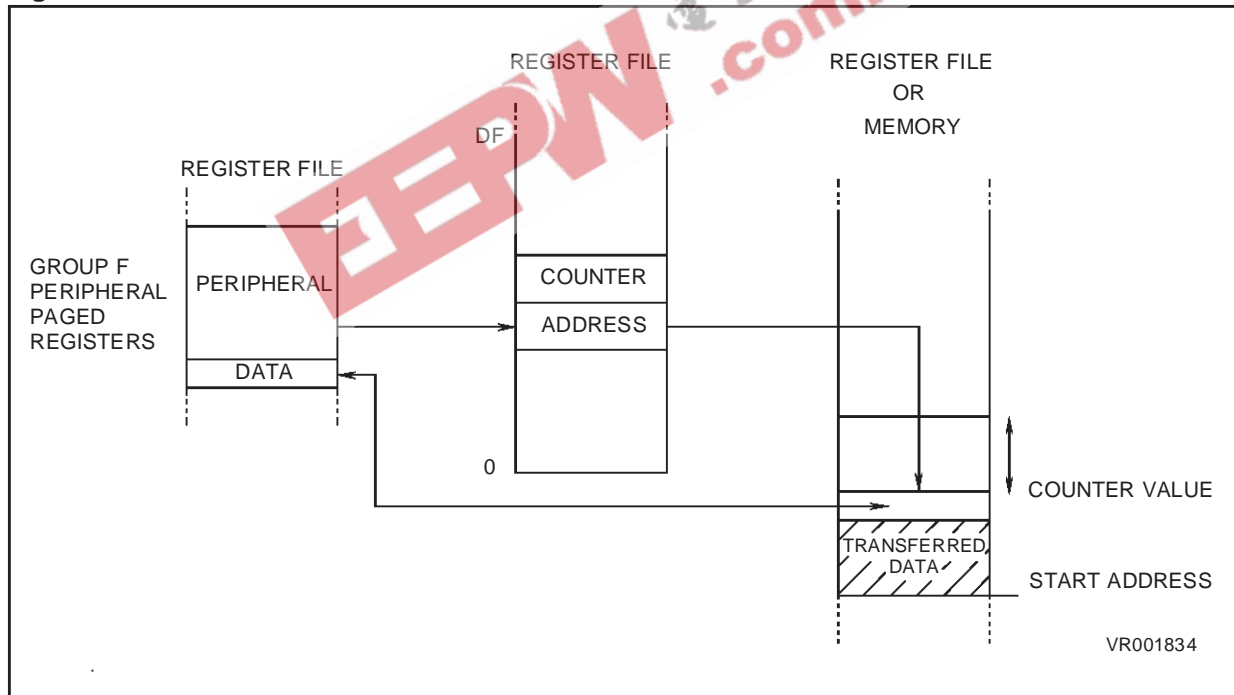 REGISTER FILE
REGISTER FILE
OR
MEMORY
DF
REGISTER FILE
GROUP F
PERIPHERAL
PAGED
REGISTERS
PERIPHERAL
DATA
COUNTER
ADDRESS
0
COUNTER VALUE
TRANSFERRED
DATA
START ADDRESS
VR001834
EEPW
.com